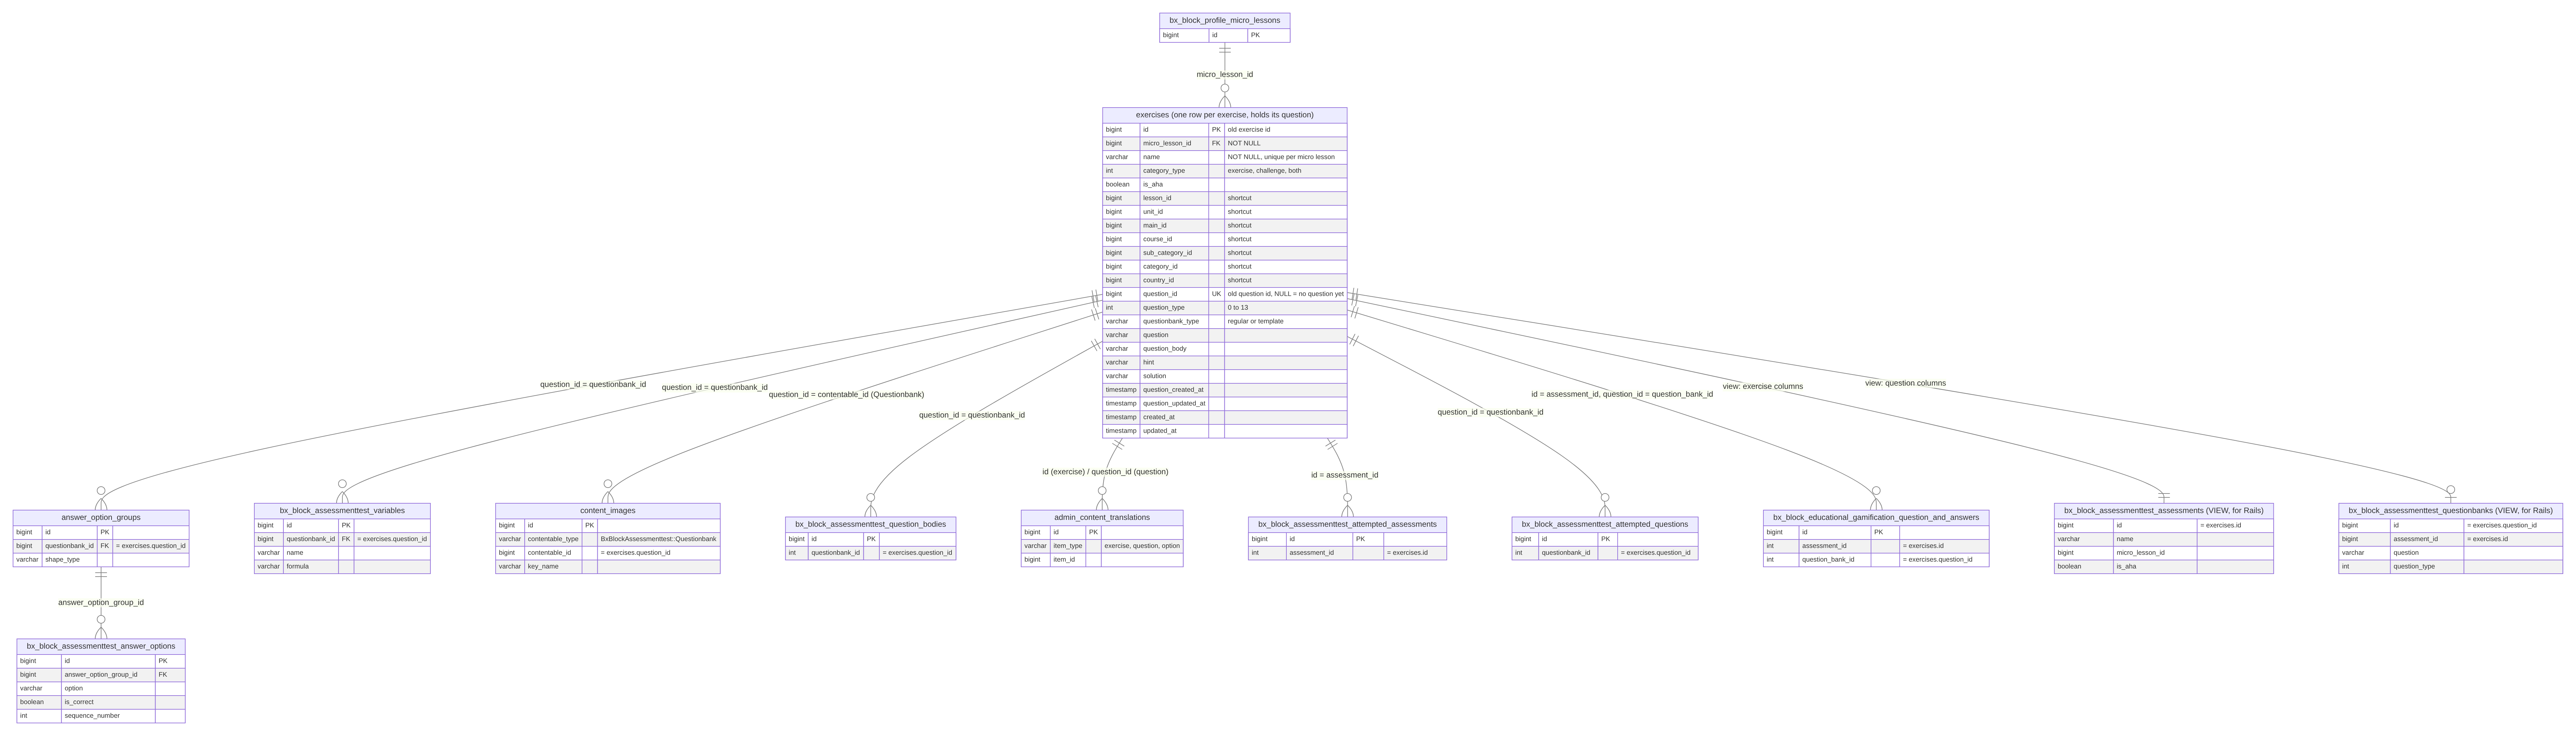 bx_block_profile_micro_lessons
bigint id PK
micro_lesson_id
exercises (one row per exercise, holds its question)
bigint id PK old exercise id
bigint micro_lesson_id FK NOT NULL
varchar name NOT NULL, unique per micro lesson
int category_type exercise, challenge, both
boolean is_aha
bigint lesson_id shortcut
bigint unit_id shortcut
bigint main_id shortcut
bigint course_id shortcut
bigint sub_category_id shortcut
bigint category_id shortcut
bigint country_id shortcut
bigint question_id UK old question id, NULL = no question yet
int question_type 0 to 13
varchar questionbank_type regular or template
varchar question
varchar question_body
varchar hint
varchar solution
timestamp question_created_at
timestamp question_updated_at
timestamp created_at
timestamp updated_at
question_id = questionbank_id
question_id = questionbank_id
question_id = contentable_id (Questionbank)
question_id = questionbank_id
id (exercise) / question_id (question)
id = assessment_id
question_id = questionbank_id
id = assessment_id, question_id = question_bank_id
view: exercise columns
view: question columns
answer_option_groups
bigint id PK
bigint questionbank_id FK = exercises.question_id
varchar shape_type
bx_block_assessmenttest_variables
bigint id PK
bigint questionbank_id FK = exercises.question_id
varchar name
varchar formula
content_images
bigint id PK
varchar contentable_type BxBlockAssessmenttest::Questionbank
bigint contentable_id = exercises.question_id
varchar key_name
bx_block_assessmenttest_question_bodies
bigint id PK
int questionbank_id = exercises.question_id
admin_content_translations
bigint id PK
varchar item_type exercise, question, option
bigint item_id
bx_block_assessmenttest_attempted_assessments
bigint id PK
int assessment_id = exercises.id
bx_block_assessmenttest_attempted_questions
bigint id PK
int questionbank_id = exercises.question_id
bx_block_educational_gamification_question_and_answers
bigint id PK
int assessment_id = exercises.id
int question_bank_id = exercises.question_id
bx_block_assessmenttest_assessments (VIEW, for Rails)
bigint id = exercises.id
varchar name
bigint micro_lesson_id
boolean is_aha
bx_block_assessmenttest_questionbanks (VIEW, for Rails)
bigint id = exercises.question_id
bigint assessment_id = exercises.id
varchar question
int question_type
answer_option_group_id
bx_block_assessmenttest_answer_options
bigint id PK
bigint answer_option_group_id FK
varchar option
boolean is_correct
int sequence_number